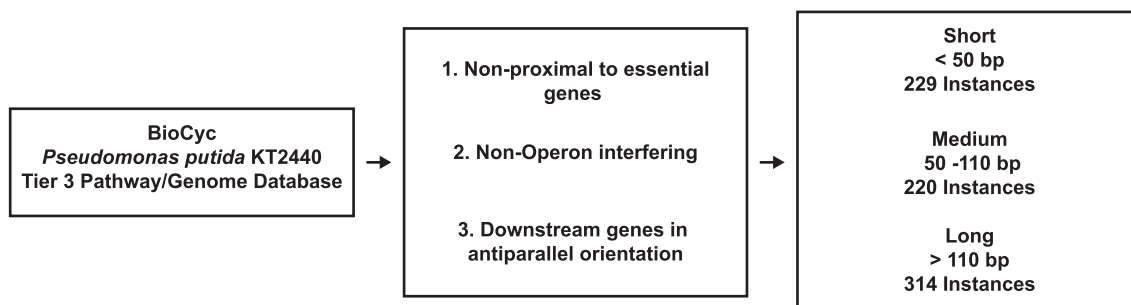 BioCyc
Pseudomonas putida KT2440
Tier 3 Pathway/Genome Database
1. Non-proximal to essential
genes
2. Non-Operon interfering
3. Downstream genes in
antiparallel orientation
Short
< 50 bp
229 Instances
Medium
50 -110 bp
220 Instances
Long
> 110 bp
314 Instances